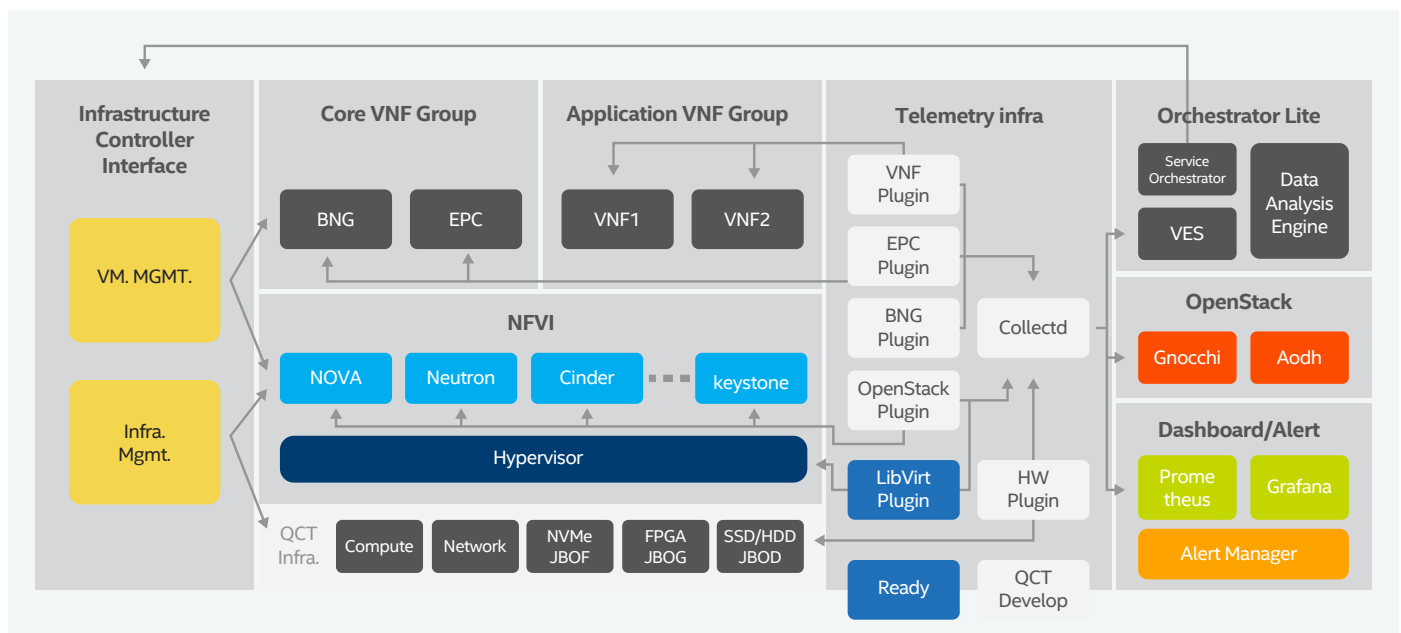 Infrastructure
Controller
Interface
VM. MGMT.
Infra.
Mgmt.
Core VNF Group
BNG
EPC
Application VNF Group
VNF1
VNF2
NFVI
NOVA
Neutron
Cinder
keystone
Hypervisor
QCT
Infra.
Compute
Network
NVMe
JBOF
FPGA
JBOG
SSD/HDD
JBOD
Telemetry infra
VNF
Plugin
EPC
Plugin
BNG
Plugin
Collectd
OpenStack
Plugin
LibVirt
Plugin
HW
Plugin
Ready
QCT
Develop
Orchestrator Lite
Service
Orchestrator
VES
Data
Analysis
Engine
OpenStack
Gnocchi
Aodh
Dashboard/Alert
Prome
theus
Grafana
Alert Manager